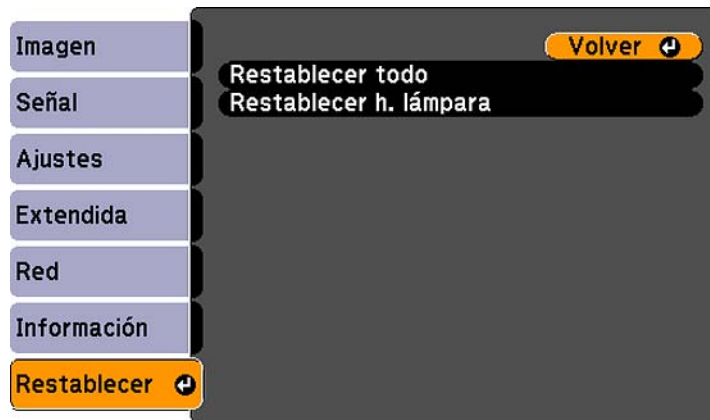 Imagen
Señal
Ajustes
Extendida
Red
Información
Restablecer
Volver
Restablecer todo
Restablecer h. lámpara